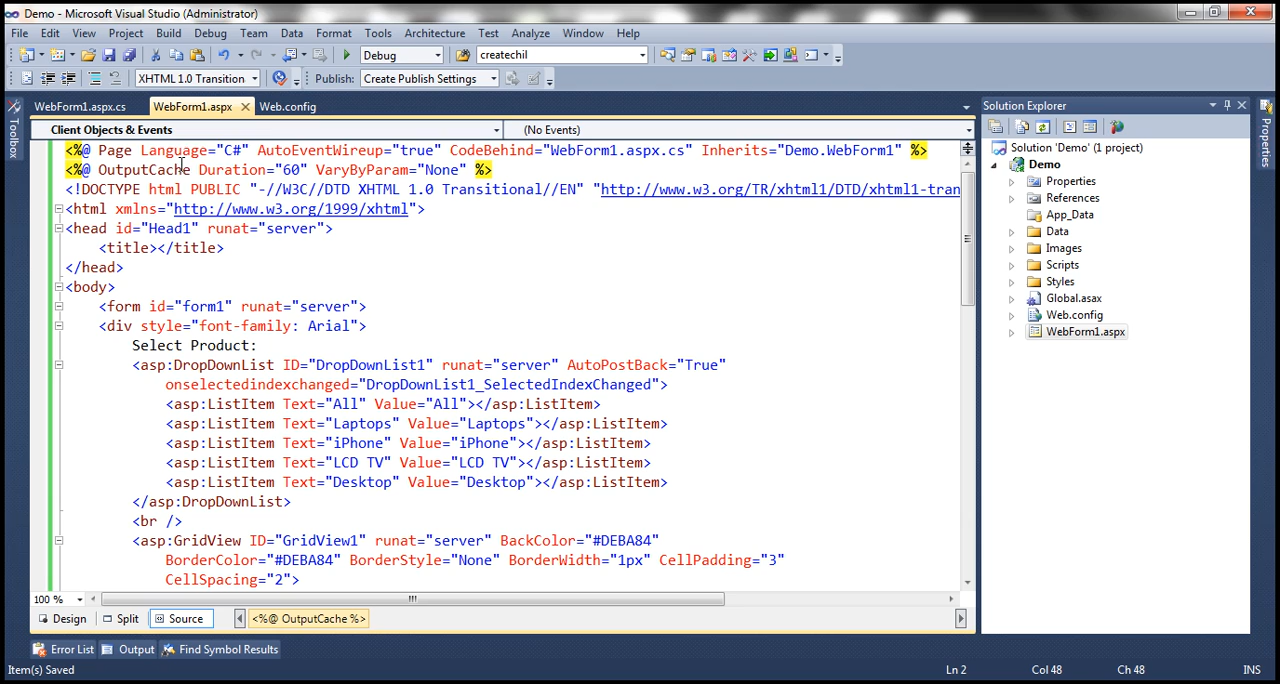 Demo - Microsoft Visual Studio (Administrator)
File Edit View Project Build Debug Team Data Format Tools Architecture Test Analyze Window Help
Debug createchil
XHTML 1.0 Transition Publish: Create Publish Settings
WebForm1.aspx.cs WebForm1.aspx Web.config
Client Objects & Events (No Events)
<%@ Page Language="C#" AutoEventWireup="true" CodeBehind="WebForm1.aspx.cs" Inherits="Demo.WebForm1" %>
<%@ OutputCache Duration="60" VaryByParam="None" %>
<!DOCTYPE html PUBLIC "-//W3C//DTD XHTML 1.0 Transitional//EN" "http://www.w3.org/TR/xhtml1/DTD/xhtml1-tran
<html xmlns="http://www.w3.org/1999/xhtml">
<head id="Head1" runat="server">
<title></title>
</head>
<body>
<form id="form1" runat="server">
<div style="font-family: Arial">
Select Product:
<asp:DropDownList ID="DropDownList1" runat="server" AutoPostBack="True"
onselectedindexchanged="DropDownList1_SelectedIndexChanged">
<asp:ListItem Text="All" Value="All"></asp:ListItem>
<asp:ListItem Text="Laptops" Value="Laptops"></asp:ListItem>
<asp:ListItem Text="iPhone" Value="iPhone"></asp:ListItem>
<asp:ListItem Text="LCD TV" Value="LCD TV"></asp:ListItem>
<asp:ListItem Text="Desktop" Value="Desktop"></asp:ListItem>
</asp:DropDownList>
<br />
<asp:GridView ID="GridView1" runat="server" BackColor="#DEBA84"
BorderColor="#DEBA84" BorderStyle="None" BorderWidth="1px" CellPadding="3"
CellSpacing="2">
100 %
Design Split Source <%@ OutputCache %>
Error List Output Find Symbol Results
Item(s) Saved Ln 2 Col 48 Ch 48 INS
Toolbox
Solution Explorer
Solution 'Demo' (1 project)
Demo
Properties
References
App_Data
Data
Images
Scripts
Styles
Global.asax
Web.config
WebForm1.aspx
Properties